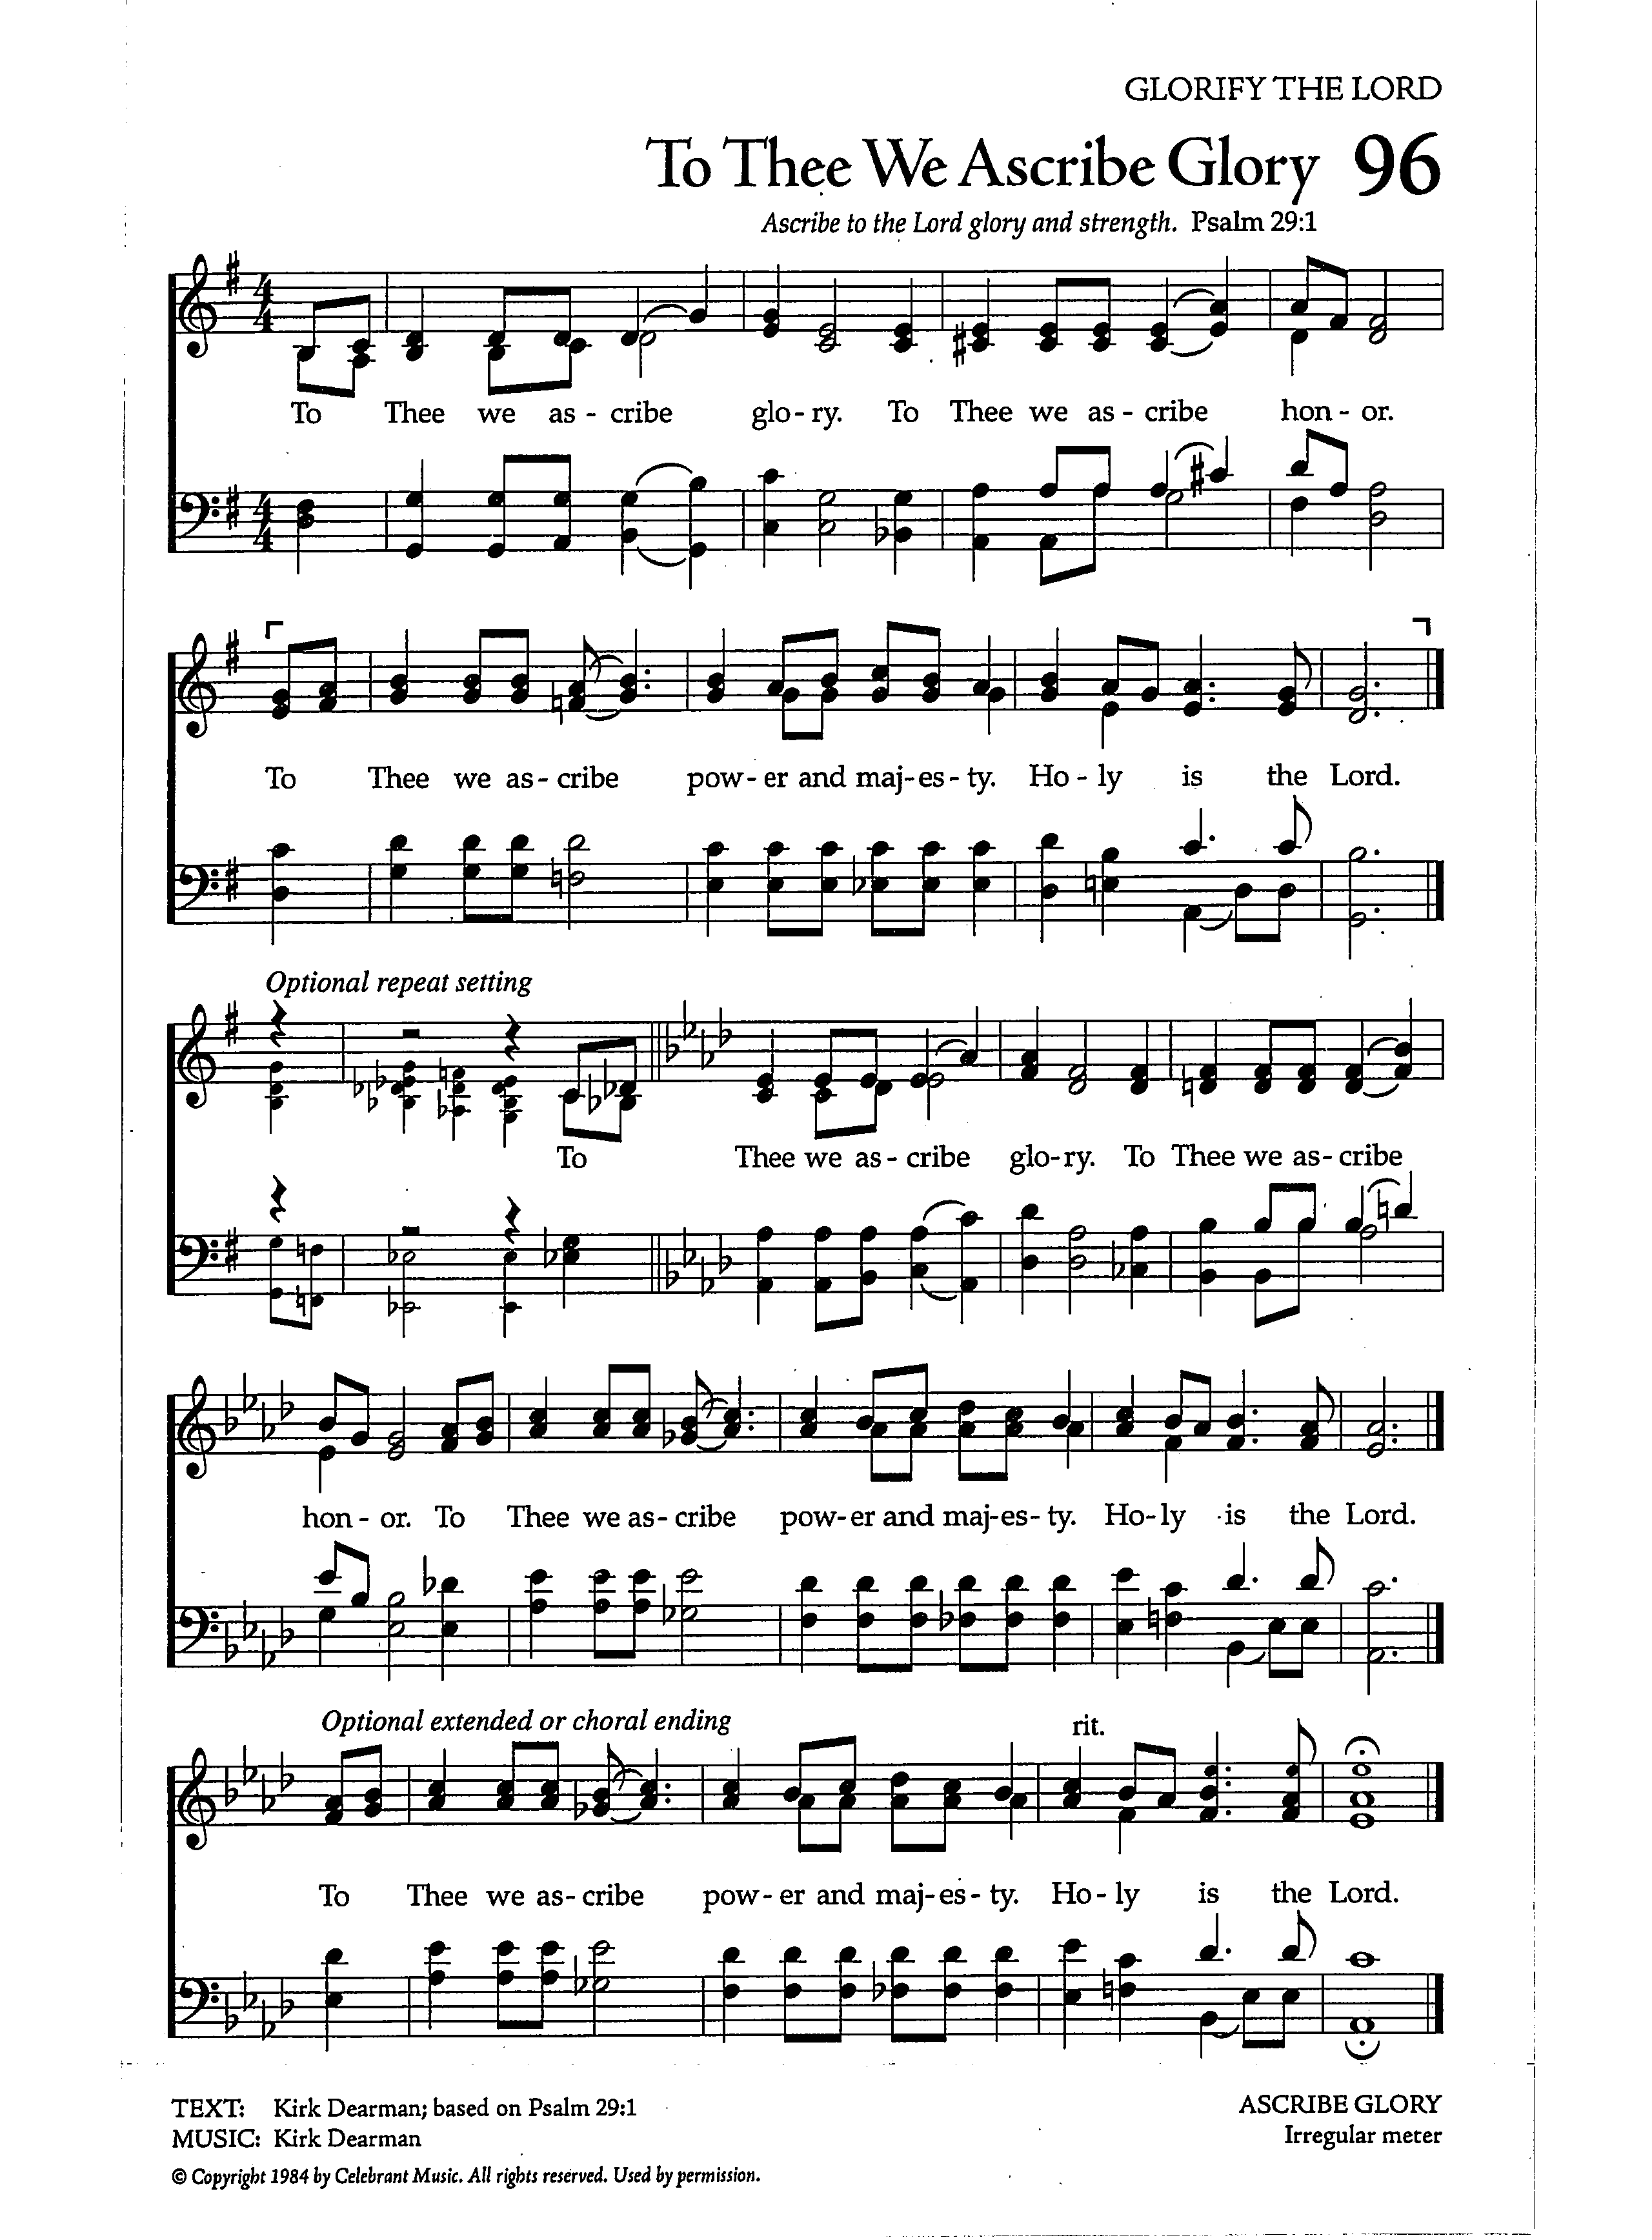 GLORIFY THE LORD
To Thee We Ascribe Glory 96
Ascribe to the Lord glory and strength. Psalm 29:1
To Thee we as - cribe glo - ry. To Thee we as - cribe hon - or.
To Thee we as - cribe pow - er and maj - es - ty. Ho - ly is the Lord.
Optional repeat setting
To Thee we as - cribe glo - ry. To Thee we as - cribe
hon - or. To Thee we as - cribe pow - er and maj - es - ty. Ho - ly is the Lord.
Optional extended or choral ending rit.
To Thee we as - cribe pow - er and maj - es - ty. Ho - ly is the Lord.
TEXT: Kirk Dearman; based on Psalm 29:1
MUSIC: Kirk Dearman
© Copyright 1984 by Celebrant Music. All rights reserved. Used by permission.
ASCRIBE GLORY
Irregular meter